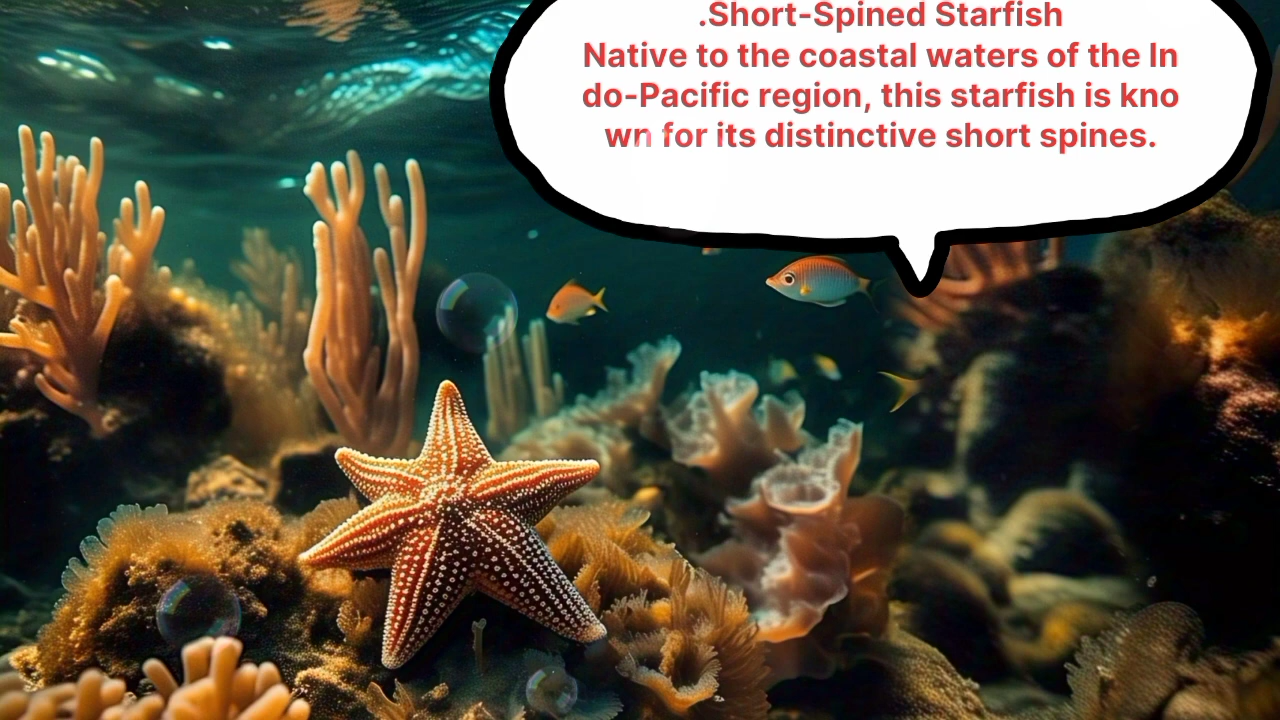 .Short-Spined Starfish
Native to the coastal waters of the In
do-Pacific region, this starfish is kno
wn for its distinctive short spines.